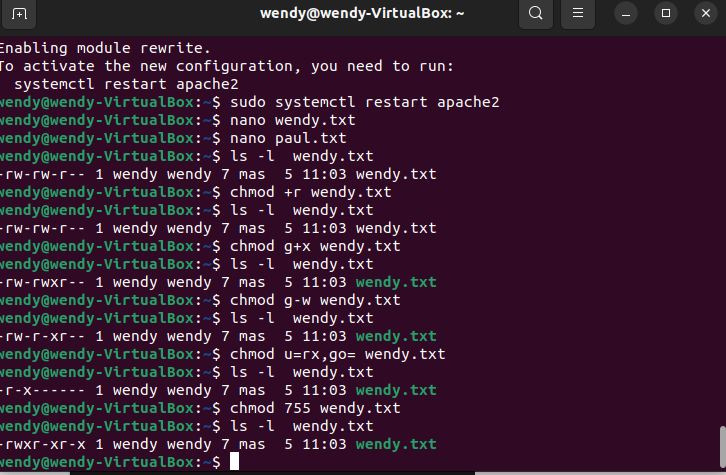 wendy@wendy-VirtualBox: ~
Enabling module rewrite.
To activate the new configuration, you need to run:
  systemctl restart apache2
wendy@wendy-VirtualBox:~$ sudo systemctl restart apache2
wendy@wendy-VirtualBox:~$ nano wendy.txt
wendy@wendy-VirtualBox:~$ nano paul.txt
wendy@wendy-VirtualBox:~$ ls -l  wendy.txt
-rw-rw-r-- 1 wendy wendy 7 mas  5 11:03 wendy.txt
wendy@wendy-VirtualBox:~$ chmod +r wendy.txt
wendy@wendy-VirtualBox:~$ ls -l  wendy.txt
-rw-rw-r-- 1 wendy wendy 7 mas  5 11:03 wendy.txt
wendy@wendy-VirtualBox:~$ chmod g+x wendy.txt
wendy@wendy-VirtualBox:~$ ls -l  wendy.txt
-rw-rwxr-- 1 wendy wendy 7 mas  5 11:03 wendy.txt
wendy@wendy-VirtualBox:~$ chmod g-w wendy.txt
wendy@wendy-VirtualBox:~$ ls -l  wendy.txt
-rw-r-xr-- 1 wendy wendy 7 mas  5 11:03 wendy.txt
wendy@wendy-VirtualBox:~$ chmod u=rx,go= wendy.txt
wendy@wendy-VirtualBox:~$ ls -l  wendy.txt
-r-x------ 1 wendy wendy 7 mas  5 11:03 wendy.txt
wendy@wendy-VirtualBox:~$ chmod 755 wendy.txt
wendy@wendy-VirtualBox:~$ ls -l  wendy.txt
-rwxr-xr-x 1 wendy wendy 7 mas  5 11:03 wendy.txt
wendy@wendy-VirtualBox:~$